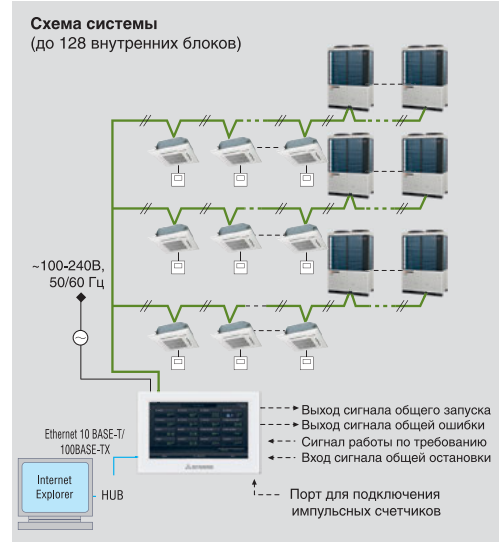 Схема системы
(до 128 внутренних блоков)
~100-240В,
50/60 Гц
Выход сигнала общего запуска
Выход сигнала общей ошибки
Сигнал работы по требованию
Вход сигнала общей остановки
Ethernet 10 BASE-T/
100BASE-TX
Internet
Explorer
HUB
Порт для подключения
импульсных счетчиков